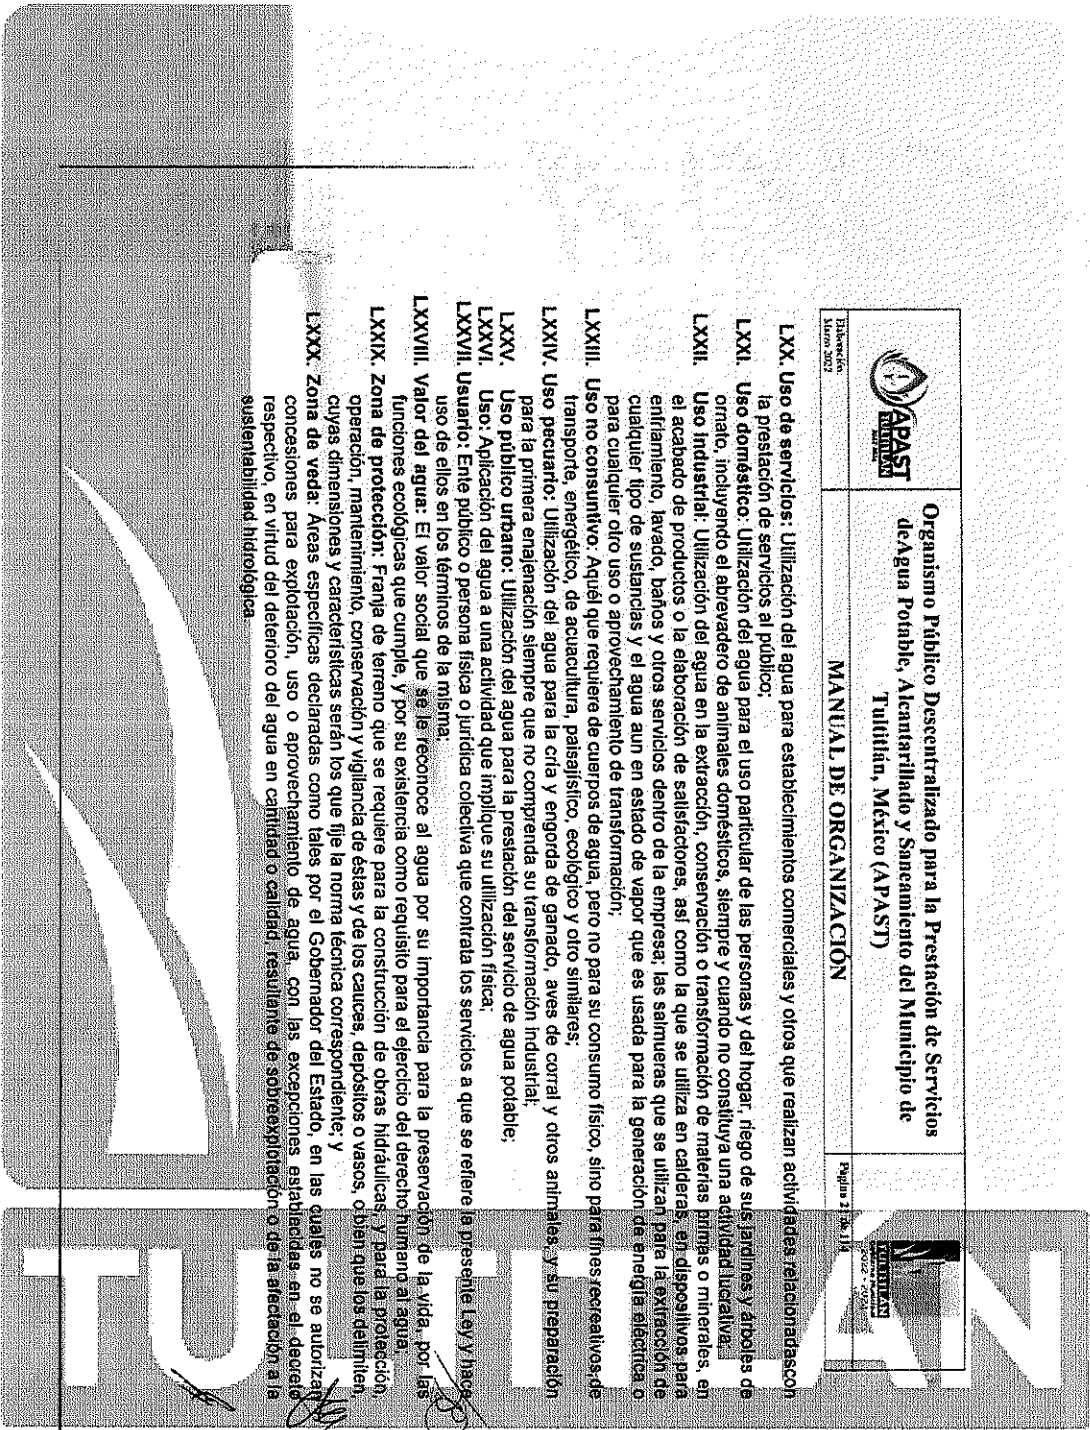 APAST
TULTITLÁN
Organismo Público Descentralizado para la Prestación de Servicios
deAgua Potable, Alcantarillado y Saneamiento del Municipio de
Tultitlán, México (APAST)
TULTITLÁN
2022 - 2024
Elaboración
Marzo 2022
MANUAL DE ORGANIZACIÓN
Página de
LXX. Uso de servicios: Utilización del agua para establecimientos comerciales y otros que realizan actividades relacionadascon
la prestación de servicios al público;
LXXI. Uso doméstico: Utilización del agua para el uso particular de las personas y del hogar, riego de sus jardines y árboles de
ornato, incluyendo el abrevadero de animales domésticos, siempre y cuando no constituya una actividad lucrativa;
LXXII. Uso industrial: Utilización del agua en la extracción, conservación o transformación de materias primas o minerales, en
el acabado de productos o la elaboración de satisfactores, así como la que se utiliza en calderas, en dispositivos para
enfriamiento, lavado, baños y otros servicios dentro de la empresa; las salmueras que se utilizan para la extracción de
cualquier tipo de sustancias y el agua aun en estado de vapor que es usada para la generación de energía eléctrica o
para cualquier otro uso o aprovechamiento de transformación;
LXXIII. Uso no consuntivo: Aquél que requiere de cuerpos de agua, pero no para su consumo físico, sino para fines recreativos,de
transporte, energético, de acuacultura, paisajístico, ecológico y otro similares;
LXXIV. Uso pecuario: Utilización del agua para la cría y engorda de ganado, aves de corral y otros animales, y su preparación
para la primera enajenación siempre que no comprenda su transformación industrial;
LXXV. Uso público urbano: Utilización del agua para la prestación del servicio de agua potable;
LXXVI. Uso: Aplicación del agua a una actividad que implique su utilización física;
LXXVII. Usuario: Ente público o persona física o jurídica colectiva que contrata los servicios a que se refiere la presente Ley y hace
uso de ellos en los términos de la misma;
LXXVIII. Valor del agua: El valor social que se le reconoce al agua por su importancia para la preservación de la vida, por las
funciones ecológicas que cumple, y por su existencia como requisito para el ejercicio del derecho humano al agua;
LXXIX. Zona de protección: Franja de terreno que se requiere para la construcción de obras hidráulicas, y para la protección,
operación, mantenimiento, conservación y vigilancia de éstas y de los cauces, depósitos o vasos, o bien que los delimiten,
cuyas dimensiones y características serán los que fije la norma técnica correspondiente; y
LXXX. Zona de veda: Áreas específicas declaradas como tales por el Gobernador del Estado, en las cuales no se autorizan
concesiones para explotación, uso o aprovechamiento de agua, con las excepciones establecidas en el decreto
respectivo, en virtud del deterioro del agua en cantidad o calidad, resultante de sobreexplotación o de la afectación a la
sustentabilidad hidrológica.
TULTITLÁN